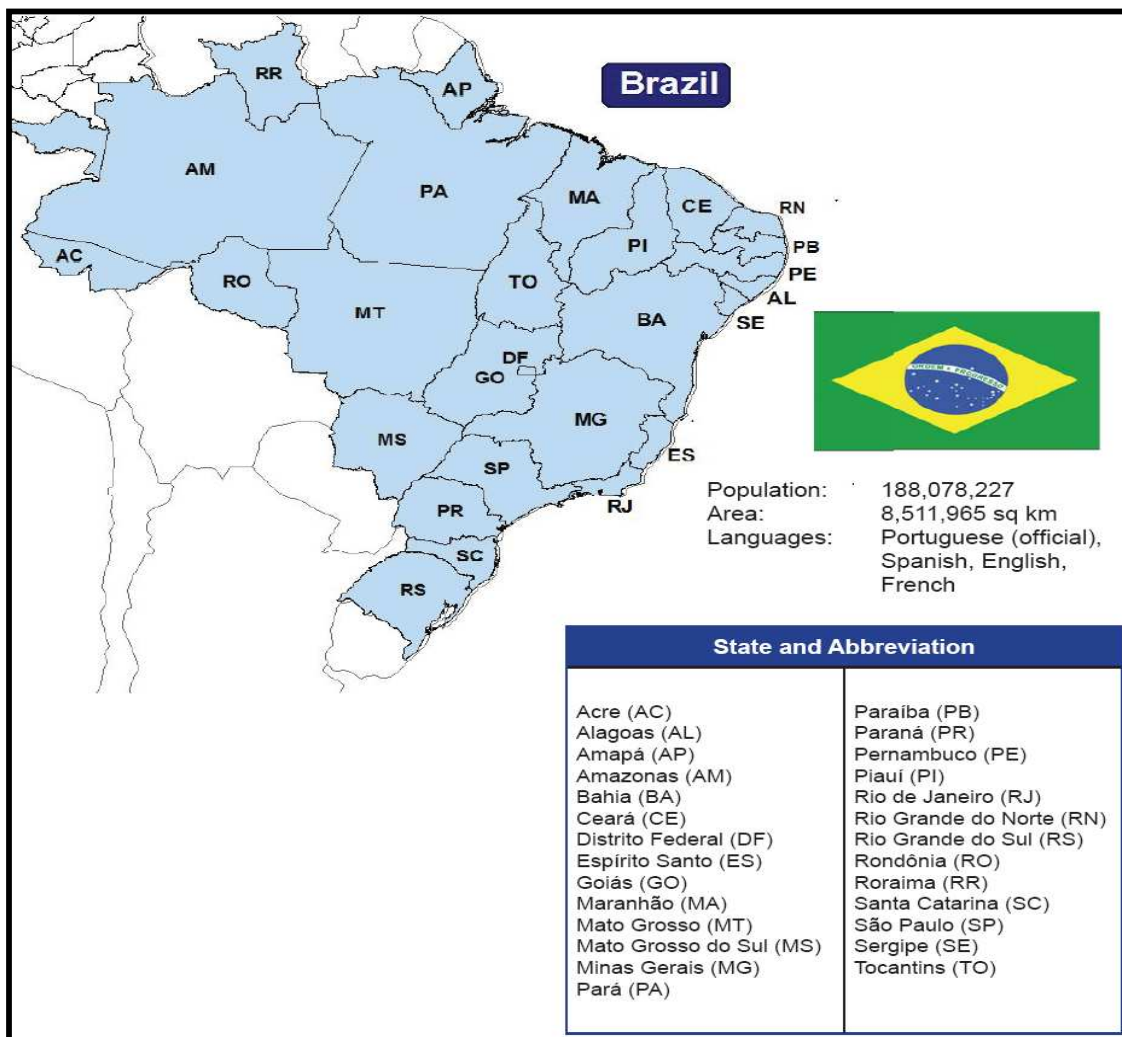 Brazil
RR
AP
AM
PA
MA
CE
RN
PI
PB
AC
RO
TO
PE
MT
AL
BA
SE
DF
GO
ORDEM E PROGRESSO
MS
MG
ES
SP
RJ
PR
SC
RS
Population: 188,078,227
Area: 8,511,965 sq km
Languages: Portuguese (official),
Spanish, English,
French
State and Abbreviation
Acre (AC)
Alagoas (AL)
Amapá (AP)
Amazonas (AM)
Bahia (BA)
Ceará (CE)
Distrito Federal (DF)
Espírito Santo (ES)
Goiás (GO)
Maranhão (MA)
Mato Grosso (MT)
Mato Grosso do Sul (MS)
Minas Gerais (MG)
Pará (PA)
Paraíba (PB)
Paraná (PR)
Pernambuco (PE)
Piauí (PI)
Rio de Janeiro (RJ)
Rio Grande do Norte (RN)
Rio Grande do Sul (RS)
Rondônia (RO)
Roraima (RR)
Santa Catarina (SC)
São Paulo (SP)
Sergipe (SE)
Tocantins (TO)